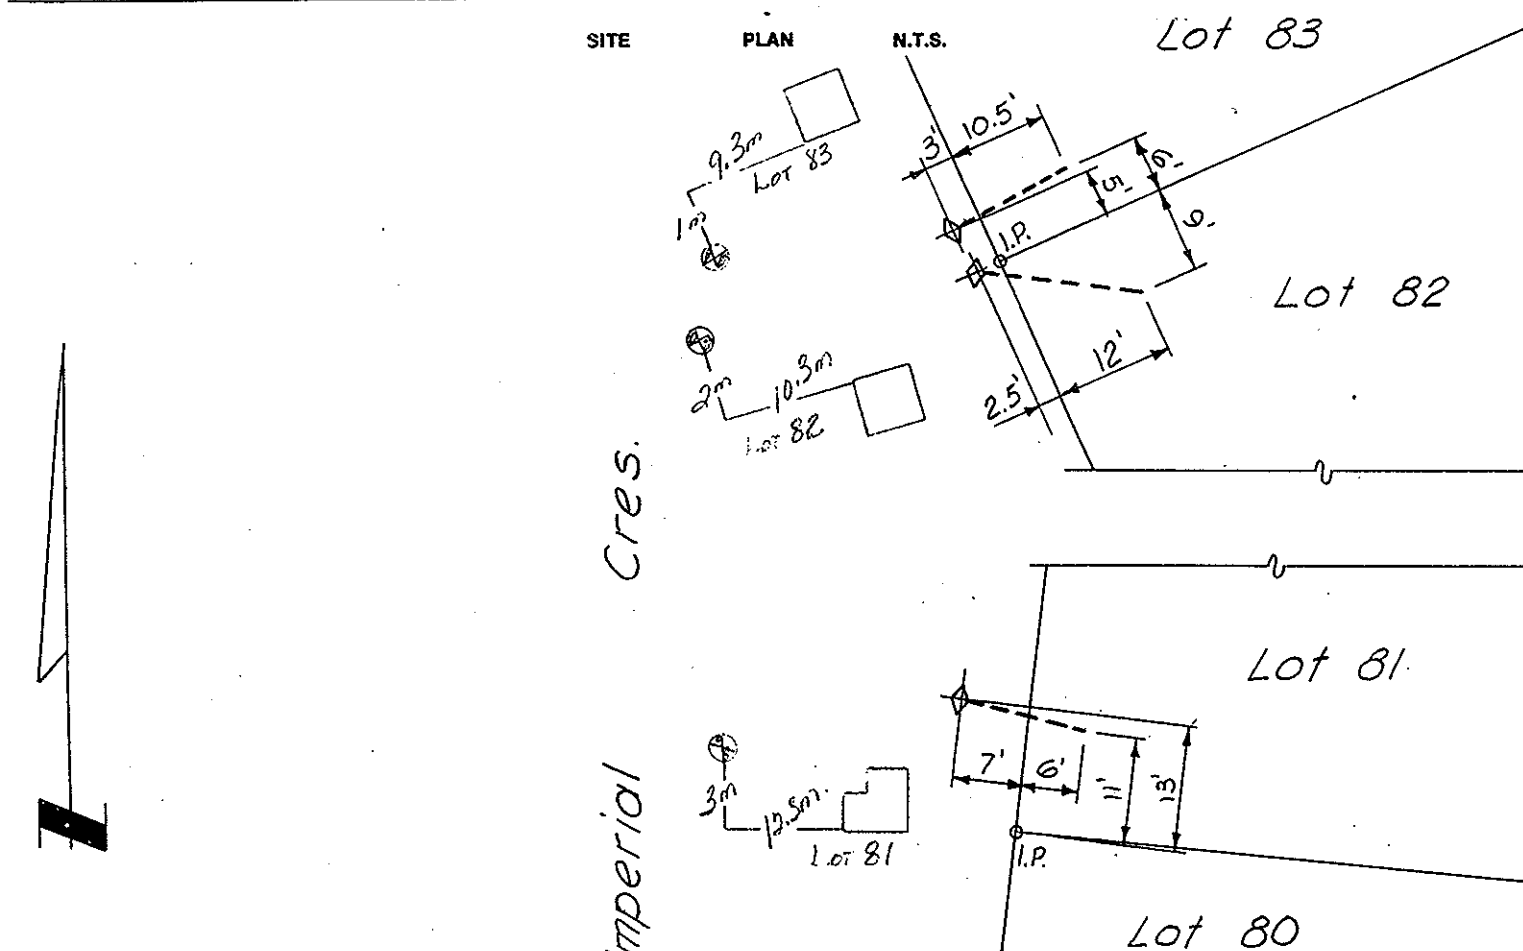 SITE PLAN N.T.S.
Lot 83
9.3m
LOT 83
1m
3'
10.5'
6'
5'
9'
I.P.
Lot 82
2m
10.3m
LOT 82
12'
2.5'
Cres.
Lot 81
7'
6'
11'
13'
3m
12.5m.
LOT 81
I.P.
mperial
Lot 80